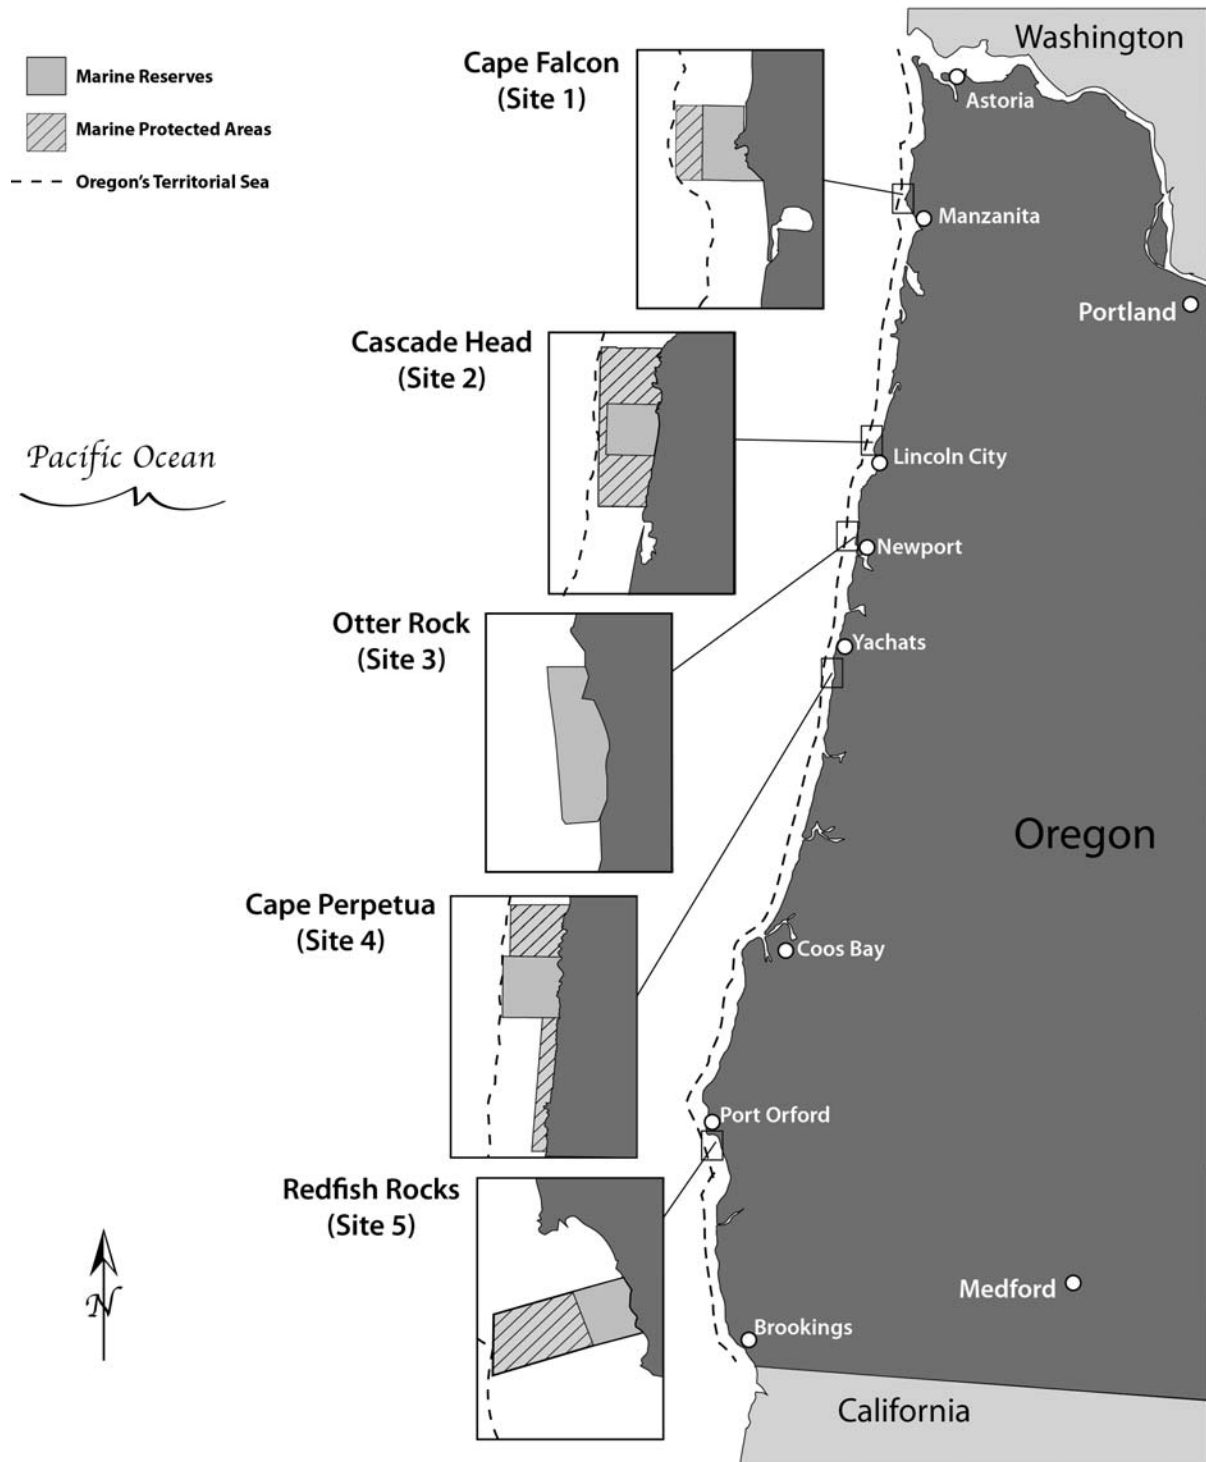 Marine Reserves
Marine Protected Areas
Oregon's Territorial Sea
Cape Falcon
(Site 1)
Cascade Head
(Site 2)
Otter Rock
(Site 3)
Cape Perpetua
(Site 4)
Redfish Rocks
(Site 5)
Pacific Ocean
N
Washington
Astoria
Manzanita
Portland
Lincoln City
Newport
Yachats
Oregon
Coos Bay
Port Orford
Medford
Brookings
California